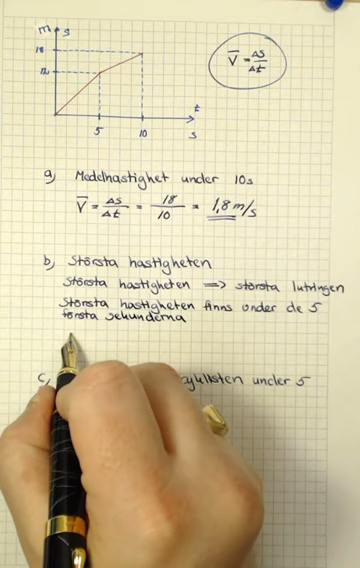 m s
18
12
t
5 10 s
V̅ = Δs/Δt
a) Medelhastighet under 10s
V̅ = Δs/Δt = 18/10 = 1,8 m/s
b) Största hastigheten
Största hastigheten ⟹ största lutningen
Största hastigheten finns under de 5
första sekunderna
c) under 5